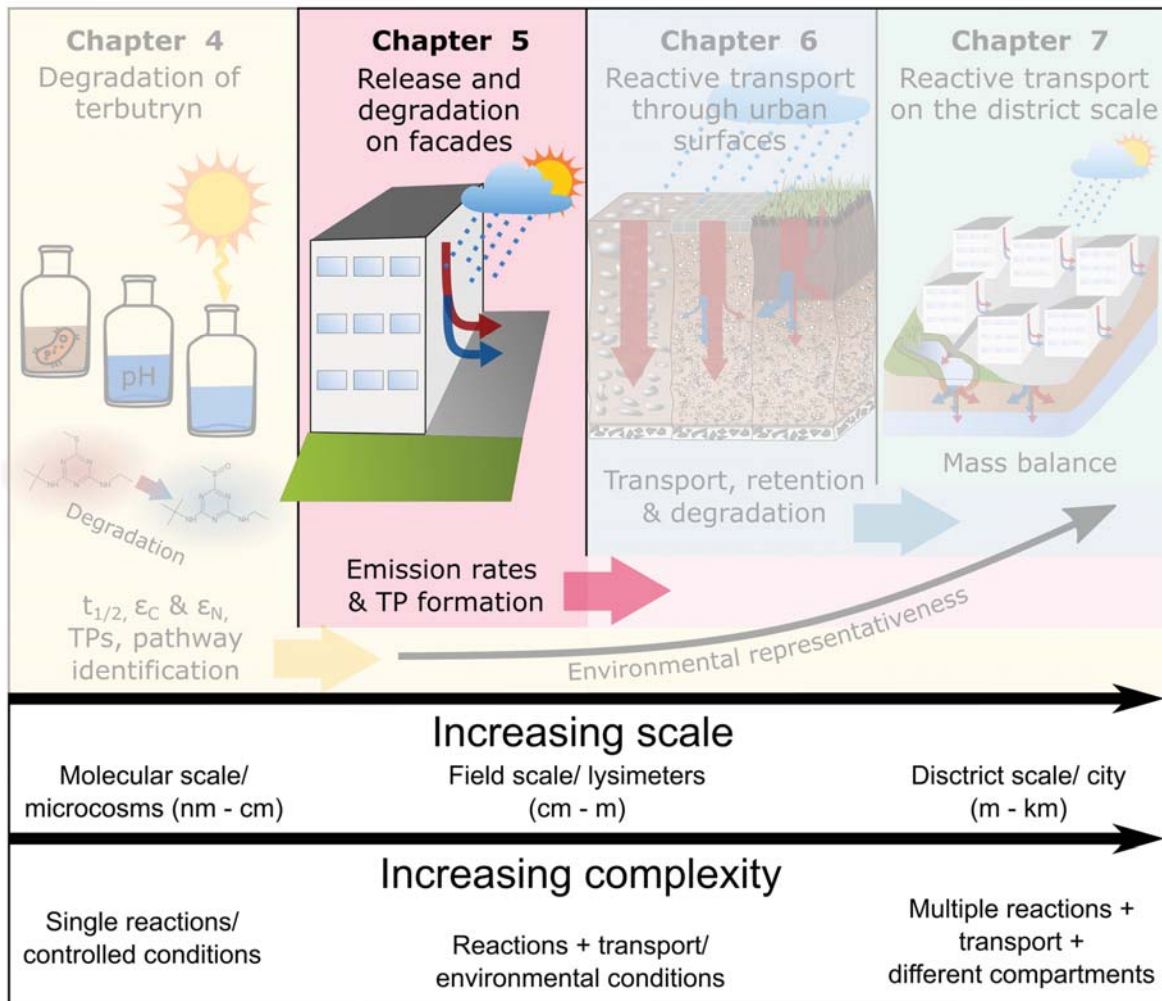 Chapter 4
Degradation of
terbutryn
pH
Degradation
t1/2, εC & εN,
TPs, pathway
identification
Chapter 5
Release and
degradation
on facades
Emission rates
& TP formation
Chapter 6
Reactive transport
through urban
surfaces
Transport, retention
& degradation
Chapter 7
Reactive transport
on the district scale
Mass balance
Environmental representativeness
Increasing scale
Molecular scale/
microcosms (nm - cm)
Field scale/ lysimeters
(cm - m)
Disctrict scale/ city
(m - km)
Increasing complexity
Single reactions/
controlled conditions
Reactions + transport/
environmental conditions
Multiple reactions +
transport +
different compartments